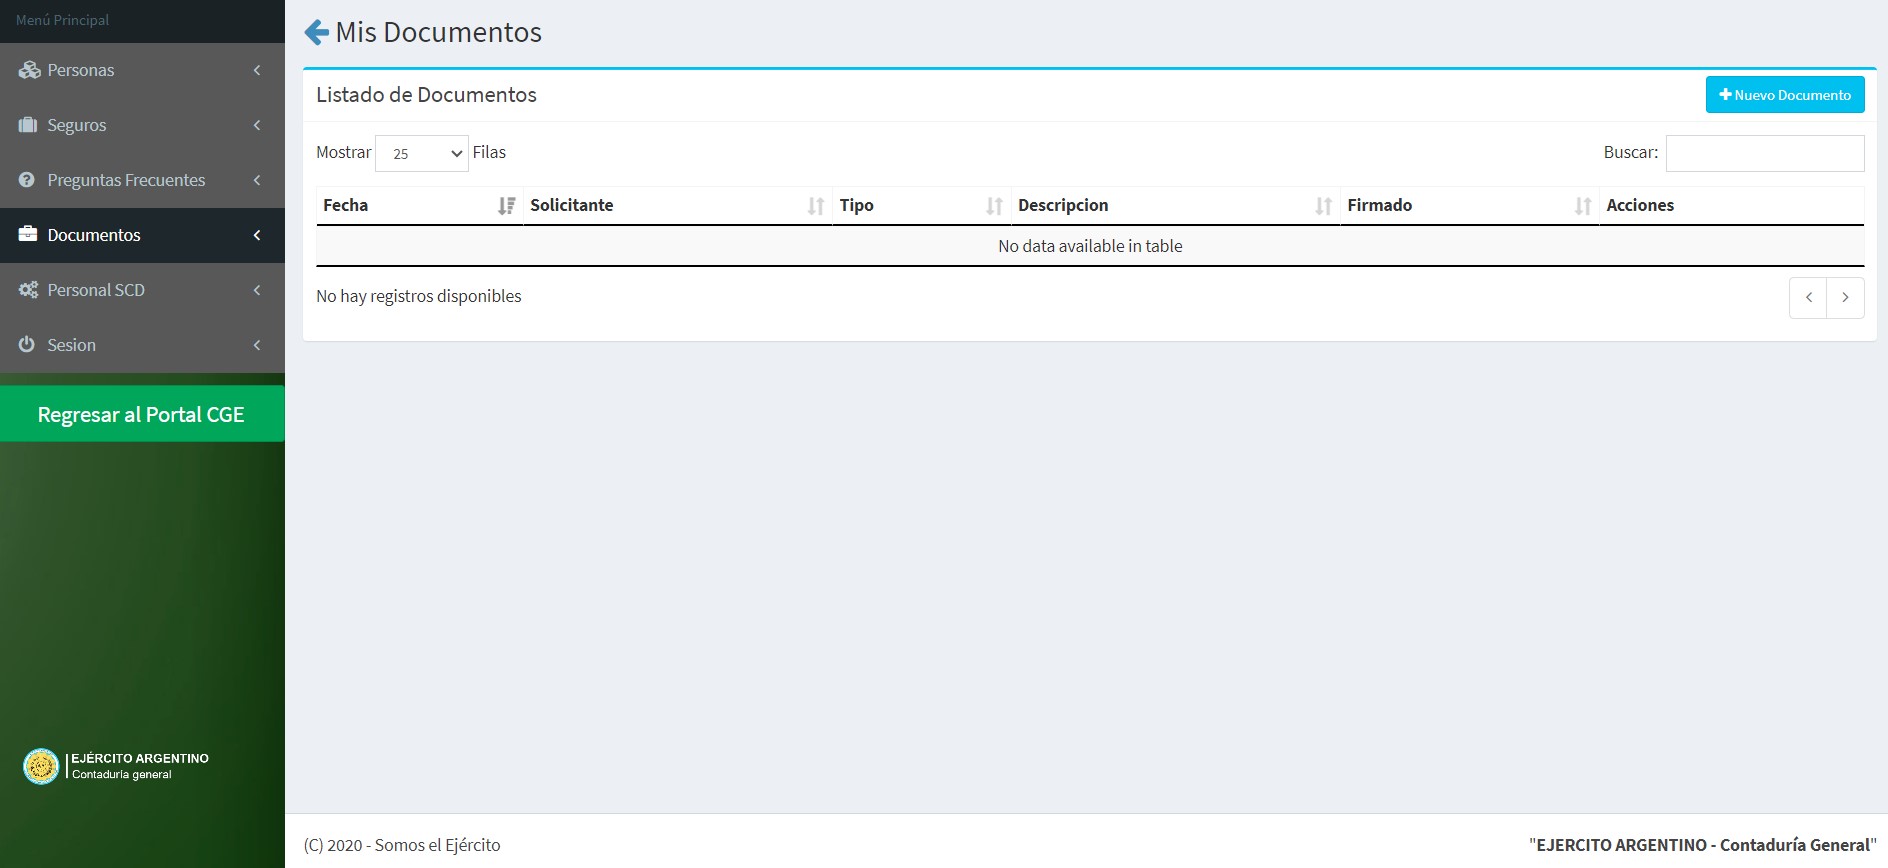 Menú Principal
Personas
Seguros
Preguntas Frecuentes
Documentos
Personal SCD
Sesion
Regresar al Portal CGE
EJÉRCITO ARGENTINO
Contaduría general
Mis Documentos
Listado de Documentos
Nuevo Documento
Mostrar 25 Filas
Buscar:
Fecha Solicitante Tipo Descripcion Firmado Acciones
No data available in table
No hay registros disponibles
(C) 2020 - Somos el Ejército
"EJERCITO ARGENTINO - Contaduría General"